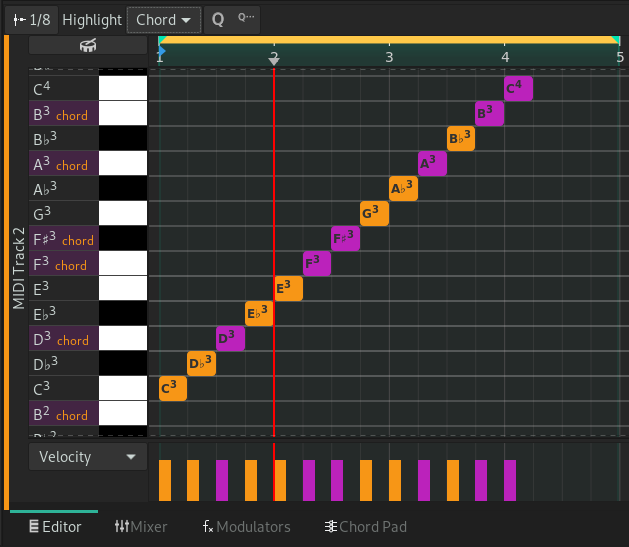 1/8 Highlight Chord Q Q
1 2 3 4 5
C4 C4
B3 chord B3
B♭3 B♭3
A3 chord A3
A♭3 A♭3
G3 G3
F♯3 chord F♯3
F3 chord F3
E3 E3
E♭3 E♭3
D3 chord D3
D♭3 D♭3
C3 C3
B2 chord
MIDI Track 2
Velocity
Editor Mixer Modulators Chord Pad